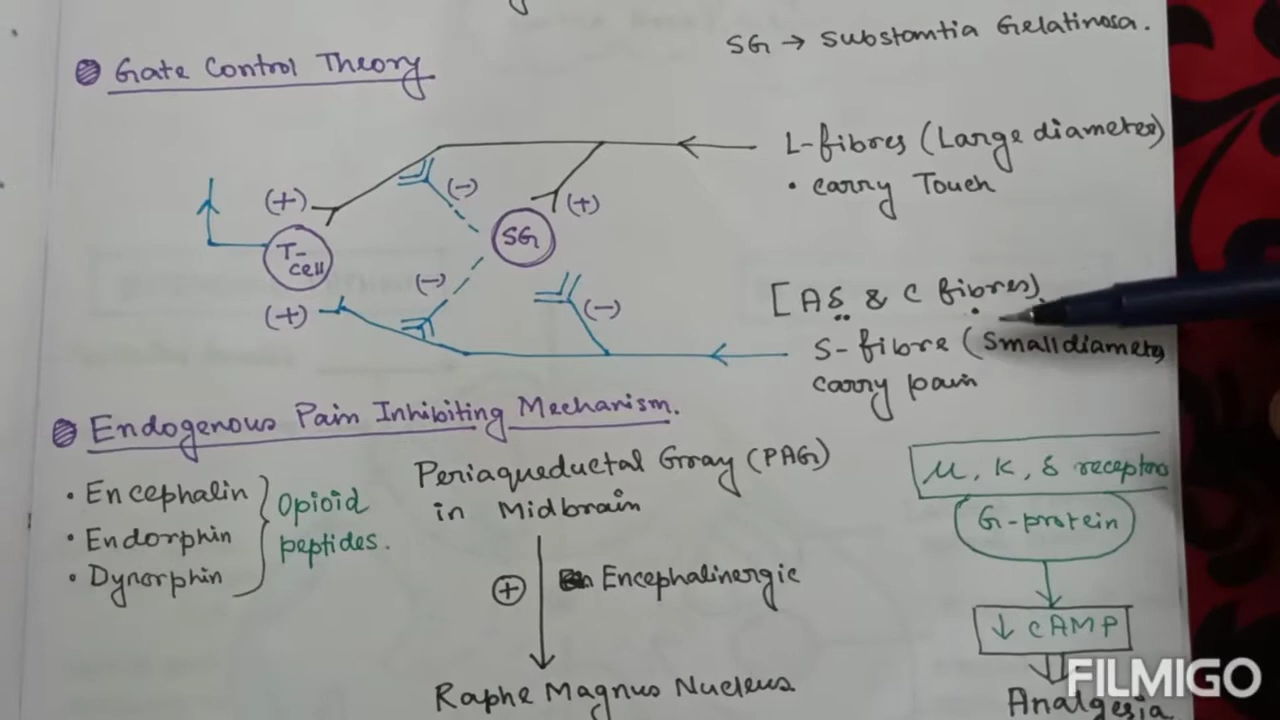 SG → Substantia Gelatinosa.
Gate Control Theory
L-fibres (Large diameter)
• carry Touch
(+)
(-)
(+)
SG
T-cell
(-)
(+)
(-)
[Aδ & C fibres]
S-fibre (Small diameter
carry pain
Endogenous Pain Inhibiting Mechanism.
• Encephalin
• Endorphin
• Dynorphin
Opioid
peptides.
Periaqueductal Gray (PAG)
in Midbrain
+
Encephalinergic
Raphe Magnus Nucleus
μ, K, δ receptors
G-protein
↓ cAMP
Analgesia
FILMIGO